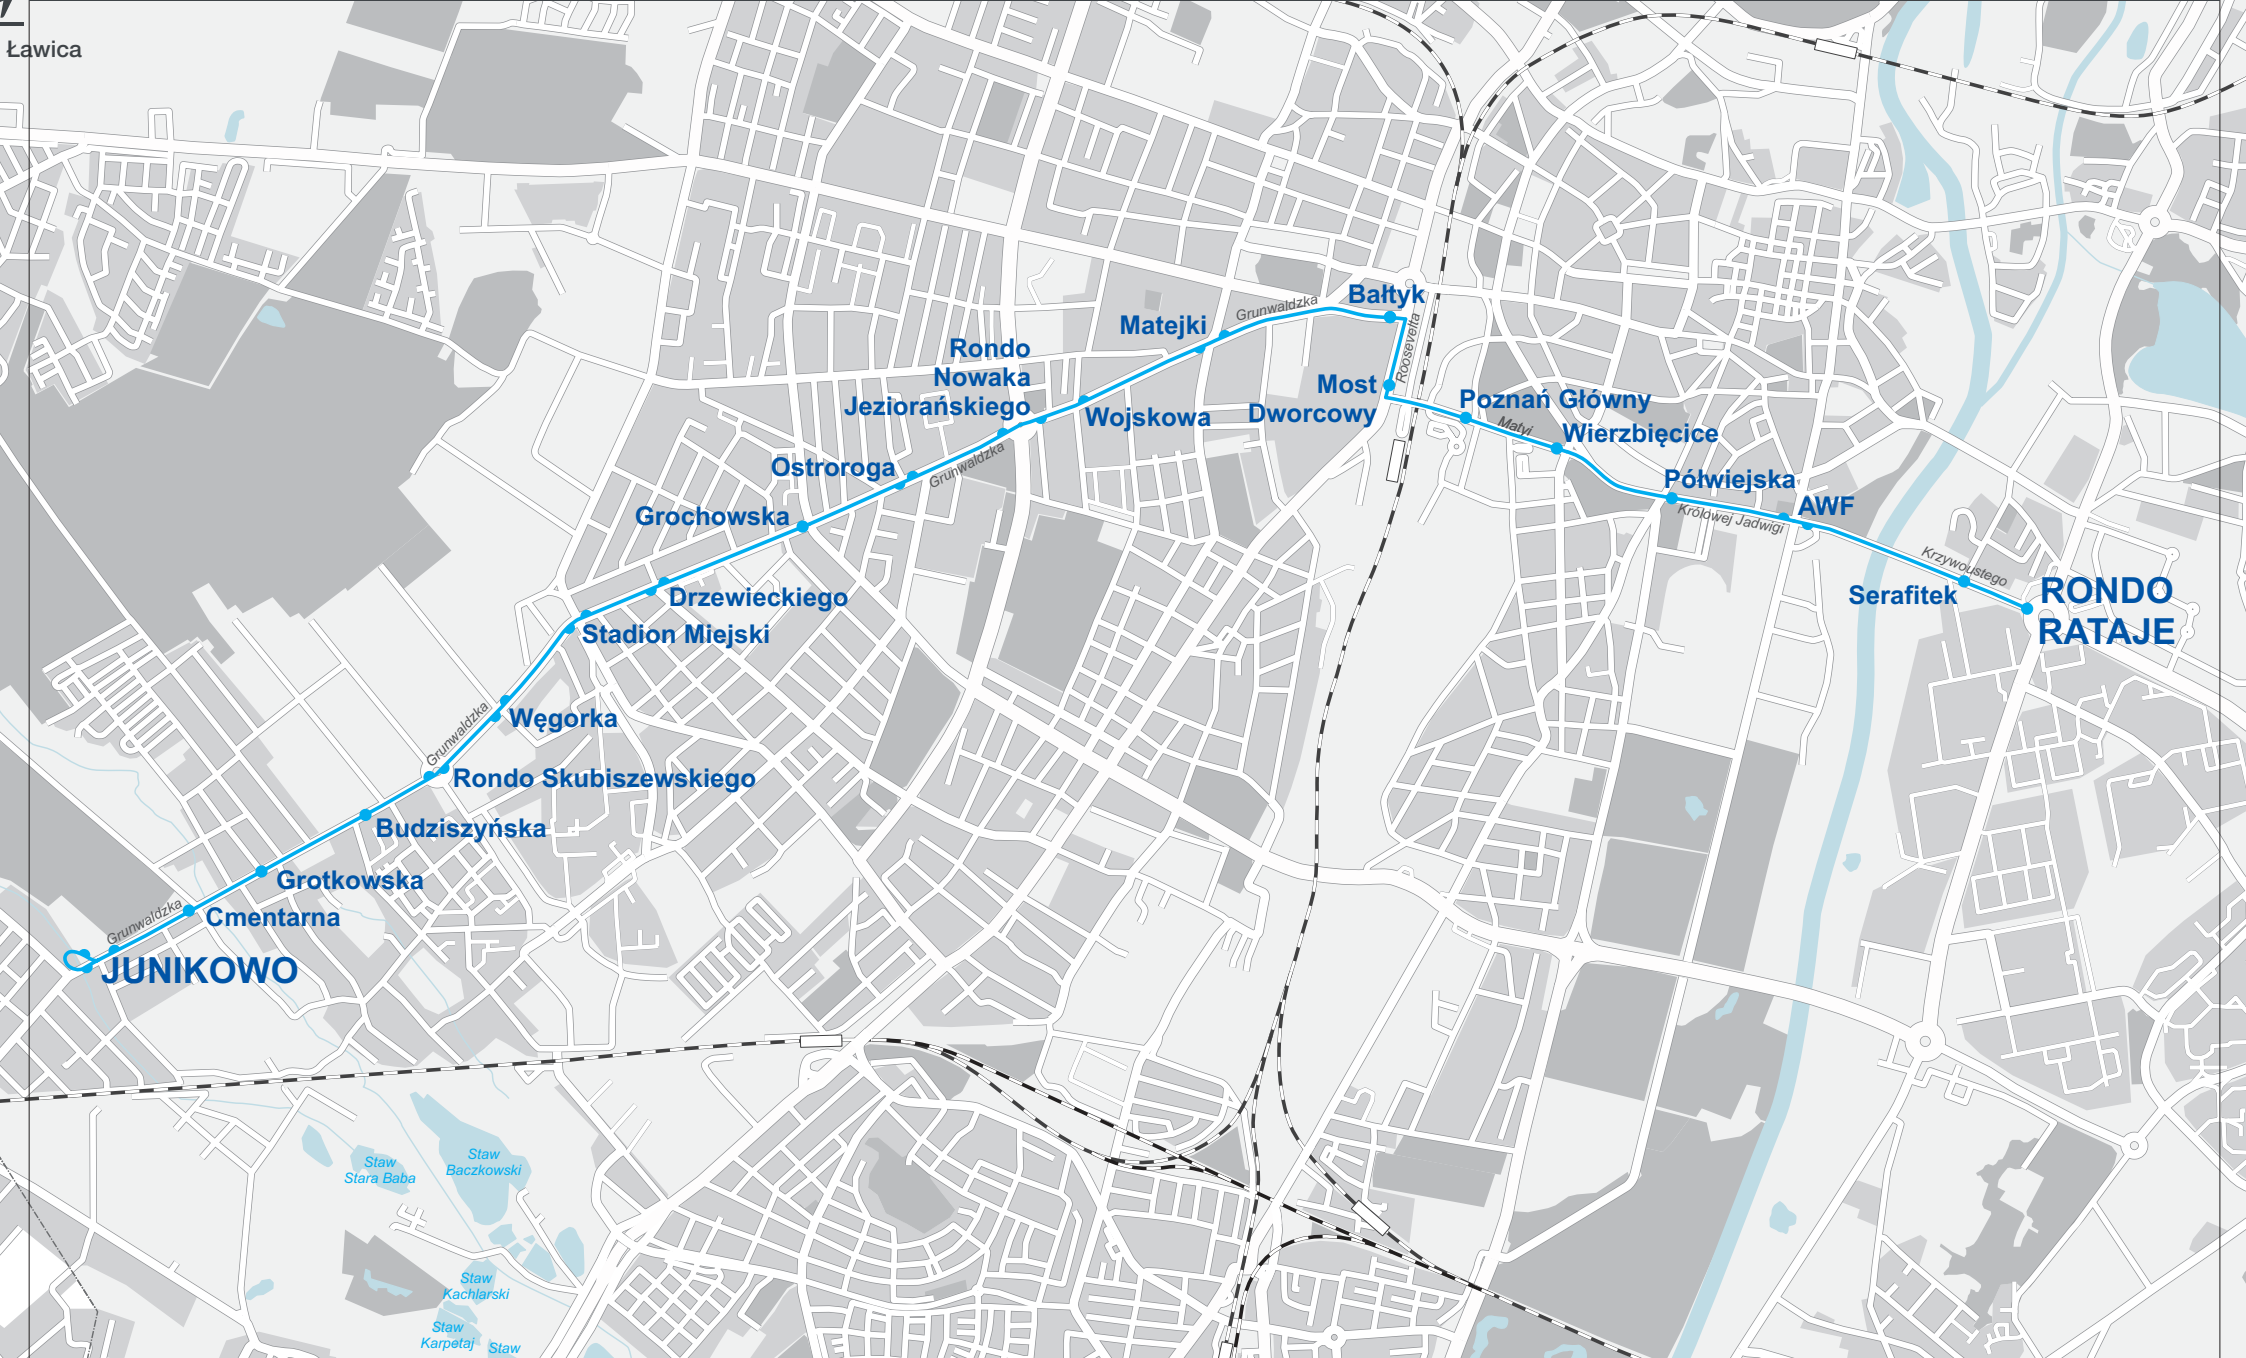 Ławica
Grunwaldzka
Bałtyk
Matejki
Roosevelta
Rondo
Nowaka
Jeziorańskiego
Most
Dworcowy
Poznań Główny
Wojskowa
Matyi
Wierzbięcice
Grunwaldzka
Ostroroga
Półwiejska
AWF
Królowej Jadwigi
Grochowska
Krzywoustego
Serafitek
RONDO
RATAJE
Drzewieckiego
Stadion Miejski
Grunwaldzka
Węgorka
Rondo Skubiszewskiego
Budziszyńska
Grotkowska
Grunwaldzka
Cmentarna
JUNIKOWO
Staw
Stara Baba
Staw
Baczkowski
Staw
Kachlarski
Staw
Karpetaj
Staw